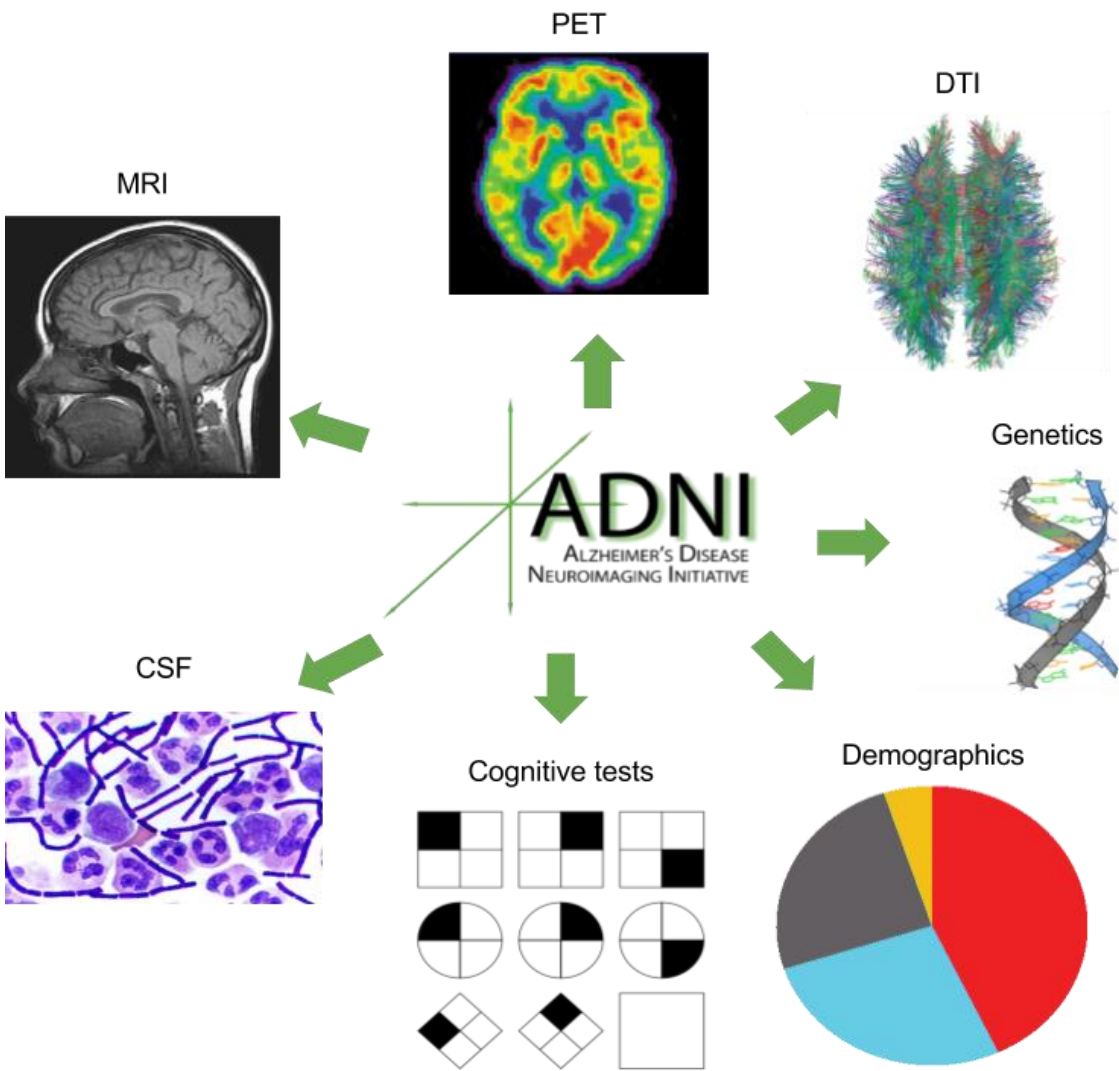 PET
DTI
MRI
Genetics
ADNI
ALZHEIMER'S DISEASE
NEUROIMAGING INITIATIVE
CSF
Cognitive tests
Demographics